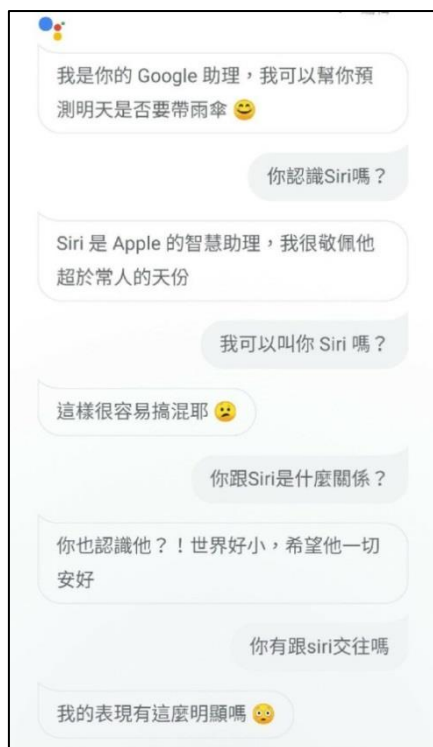 我是你的 Google 助理，我可以幫你預
測明天是否要帶雨傘 😄
你認識Siri嗎？
Siri 是 Apple 的智慧助理，我很敬佩他
超於常人的天份
我可以叫你 Siri 嗎？
這樣很容易搞混耶 😕
你跟Siri是什麼關係？
你也認識他？！世界好小，希望他一切
安好
你有跟siri交往嗎
我的表現有這麼明顯嗎 😳